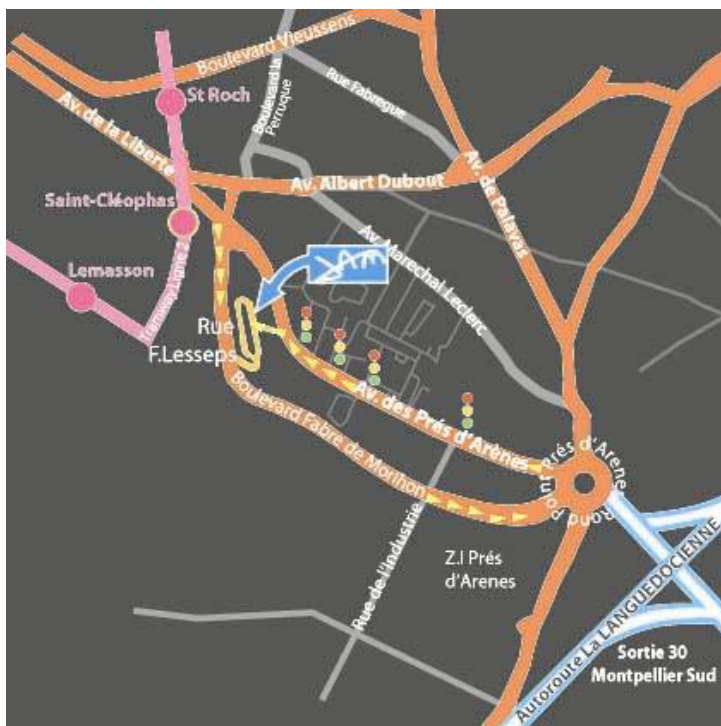 Boulevard Vieussens
St Roch
Boulevard la
Perruque
Rue Fabregue
Av. de la Liberte
Av. Albert Dubout
Av. de Palavas
Saint-Cléophas
Av. Marechal Leclerc
Lemasson
Tramway Ligne 2
Rue
F.Lesseps
Av. des Prés d'Arènes
Boulevard Fabre de Morlhon
Rond Point Prés d'Arenes
Rue de l'Industrie
Z.I Prés
d'Arenes
Autoroute La LANGUEDOCIENNE
Sortie 30
Montpellier Sud